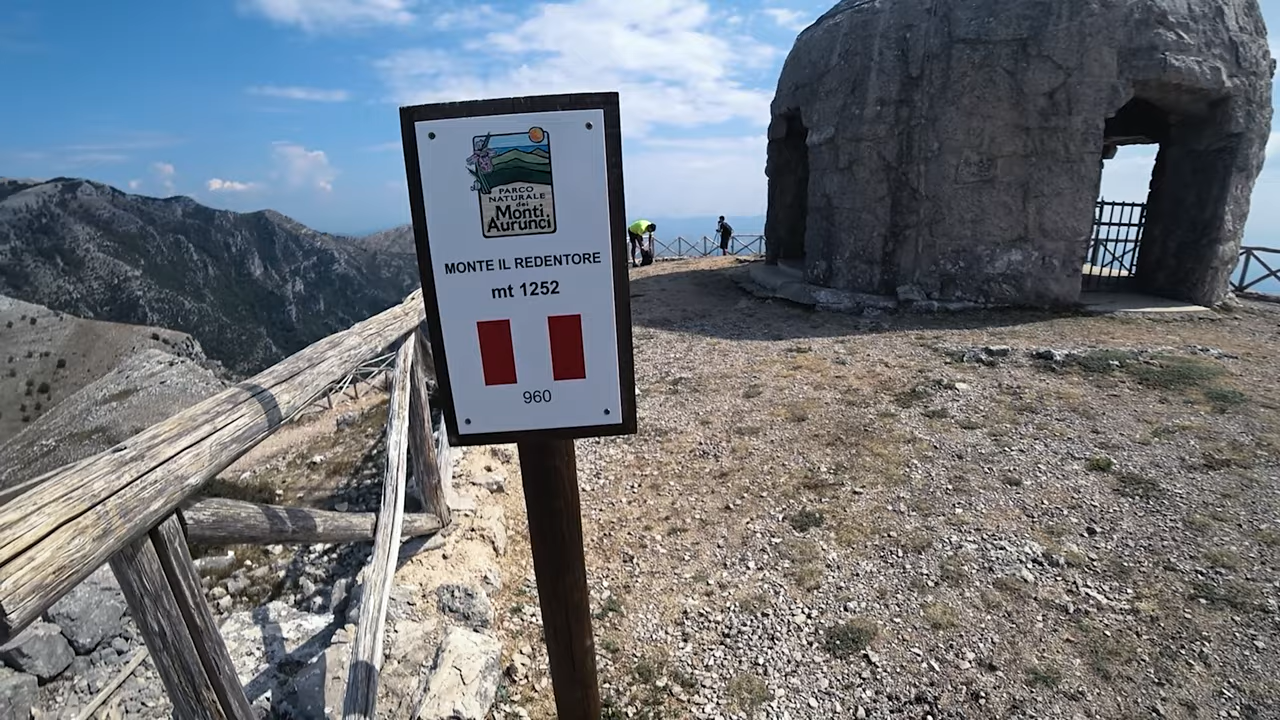 PARCO
NATURALE
dei
Monti
Aurunci
MONTE IL REDENTORE
mt 1252
960